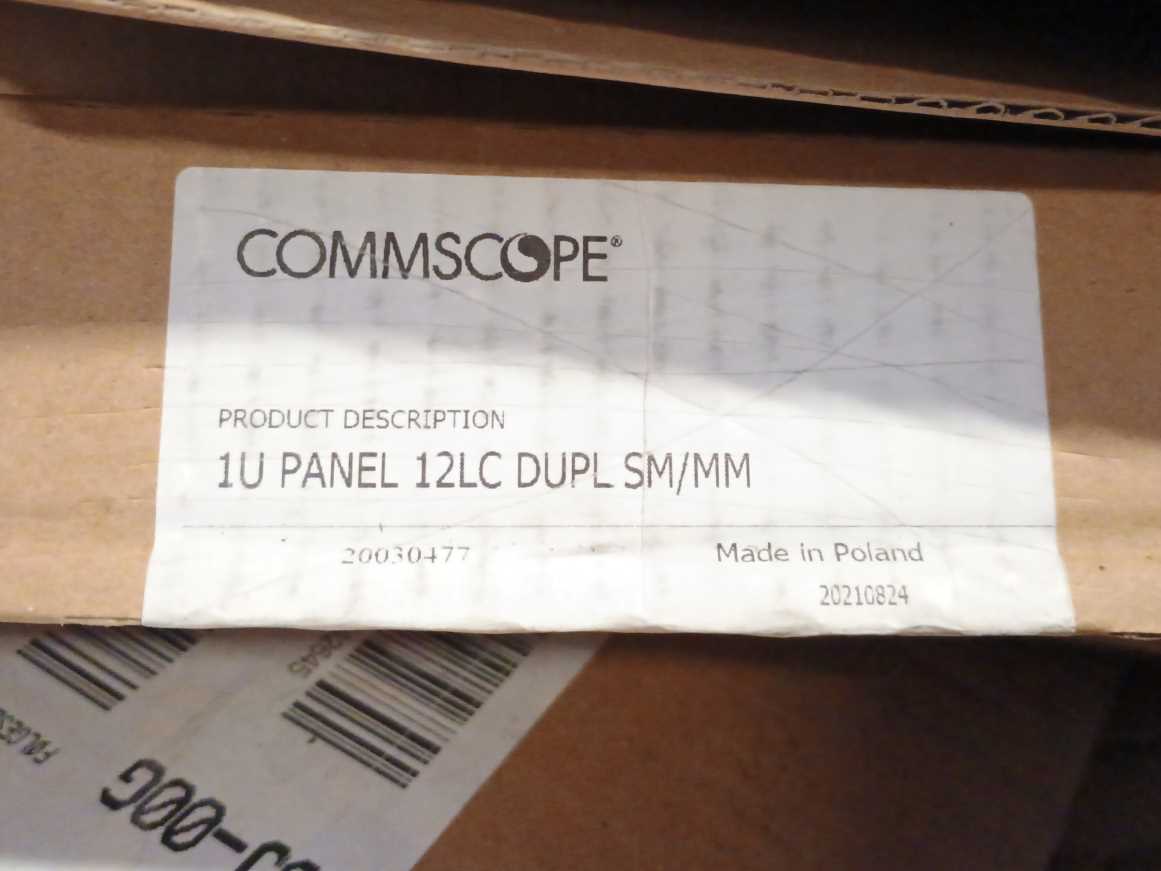 COMMSCOPE®
PRODUCT DESCRIPTION
1U PANEL 12LC DUPL SM/MM
20030477
Made in Poland
20210824